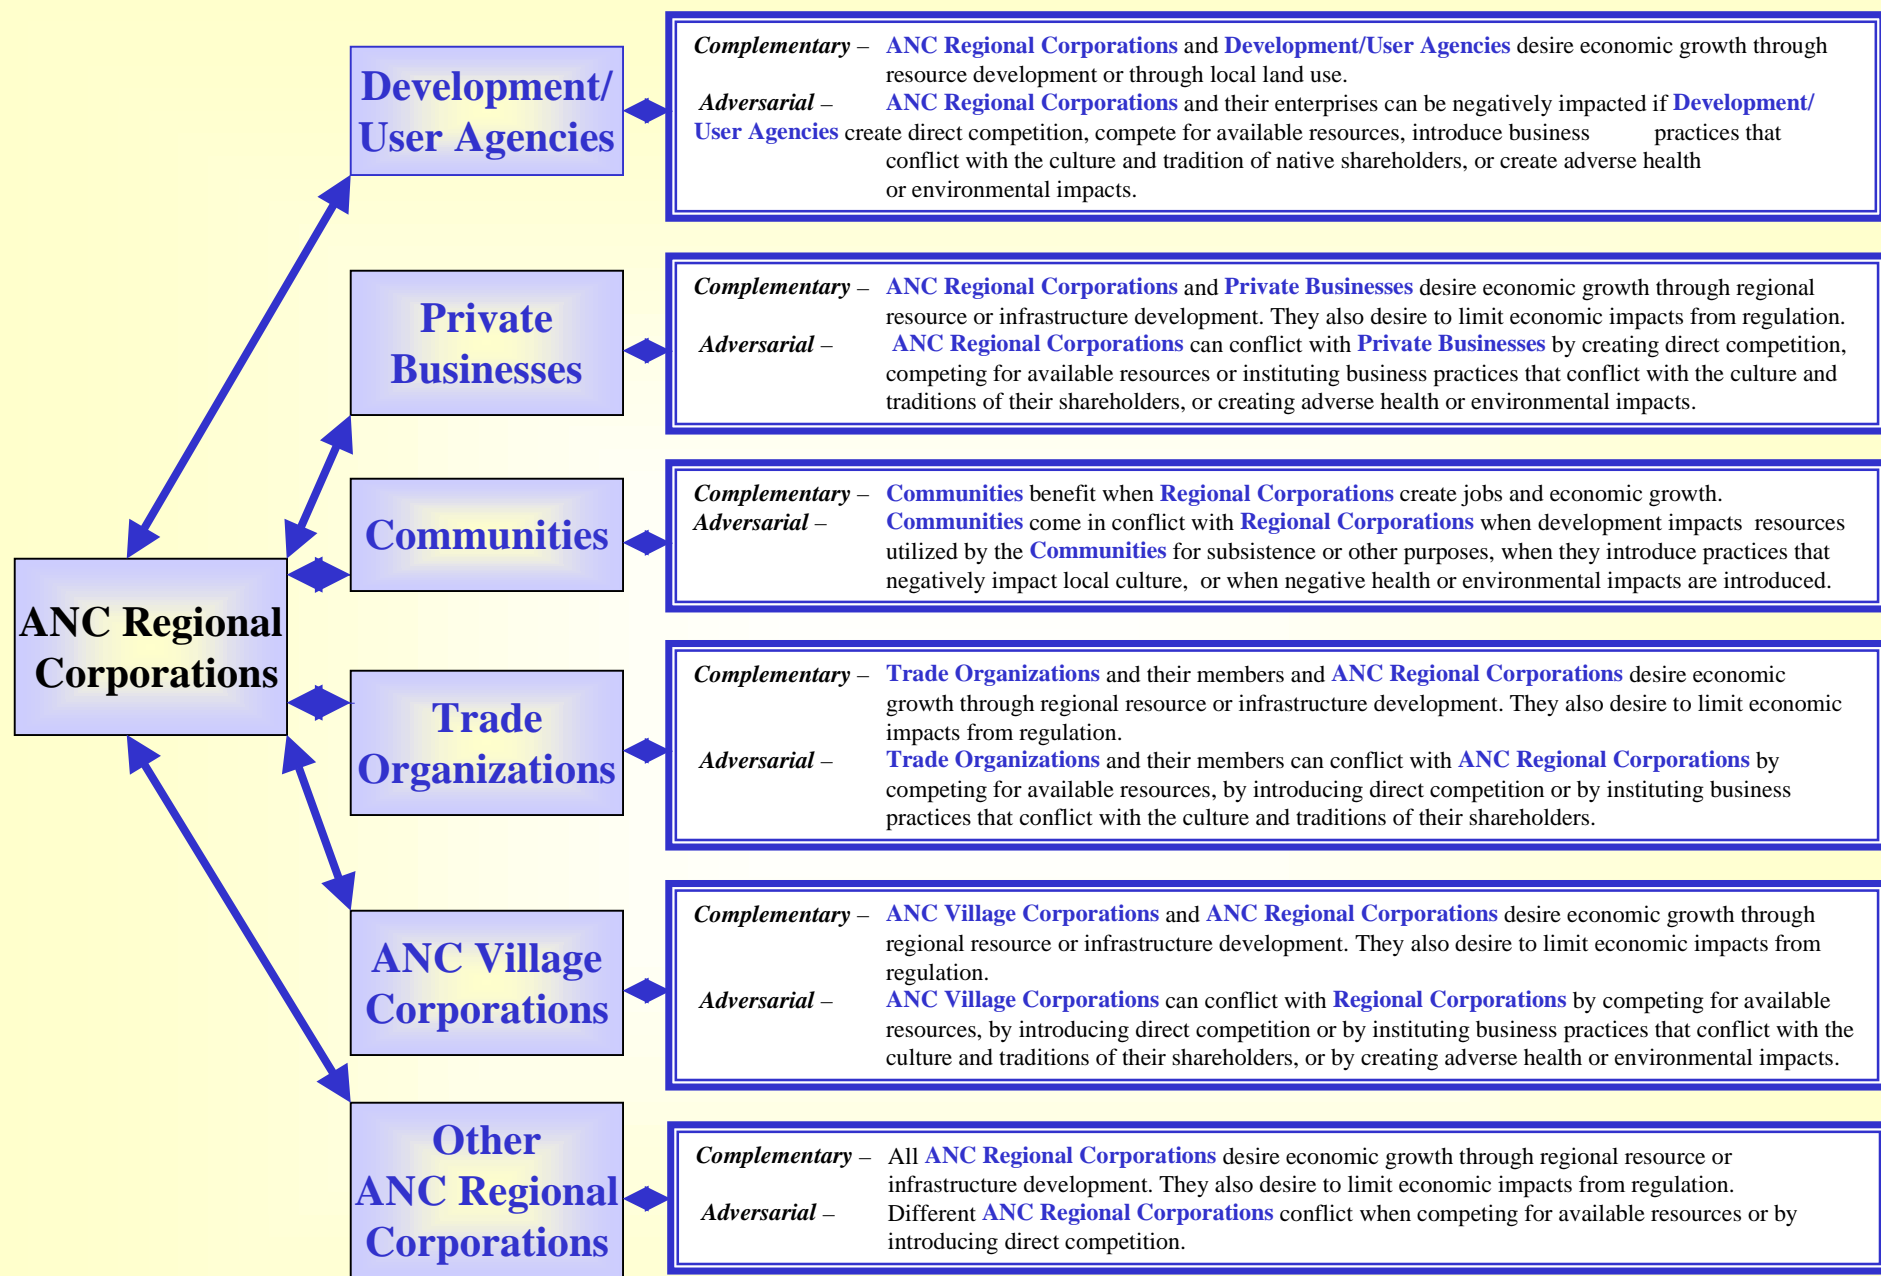 Development/
User Agencies
Complementary – ANC Regional Corporations and Development/User Agencies desire economic growth through
resource development or through local land use.
Adversarial – ANC Regional Corporations and their enterprises can be negatively impacted if Development/
User Agencies create direct competition, compete for available resources, introduce business practices that
conflict with the culture and tradition of native shareholders, or create adverse health
or environmental impacts.
Private
Businesses
Complementary – ANC Regional Corporations and Private Businesses desire economic growth through regional
resource or infrastructure development. They also desire to limit economic impacts from regulation.
Adversarial – ANC Regional Corporations can conflict with Private Businesses by creating direct competition,
competing for available resources or instituting business practices that conflict with the culture and
traditions of their shareholders, or creating adverse health or environmental impacts.
Communities
Complementary – Communities benefit when Regional Corporations create jobs and economic growth.
Adversarial – Communities come in conflict with Regional Corporations when development impacts resources
utilized by the Communities for subsistence or other purposes, when they introduce practices that
negatively impact local culture, or when negative health or environmental impacts are introduced.
ANC Regional
Corporations
Trade
Organizations
Complementary – Trade Organizations and their members and ANC Regional Corporations desire economic
growth through regional resource or infrastructure development. They also desire to limit economic
impacts from regulation.
Adversarial – Trade Organizations and their members can conflict with ANC Regional Corporations by
competing for available resources, by introducing direct competition or by instituting business
practices that conflict with the culture and traditions of their shareholders.
ANC Village
Corporations
Complementary – ANC Village Corporations and ANC Regional Corporations desire economic growth through
regional resource or infrastructure development. They also desire to limit economic impacts from
regulation.
Adversarial – ANC Village Corporations can conflict with Regional Corporations by competing for available
resources, by introducing direct competition or by instituting business practices that conflict with the
culture and traditions of their shareholders, or by creating adverse health or environmental impacts.
Other
ANC Regional
Corporations
Complementary – All ANC Regional Corporations desire economic growth through regional resource or
infrastructure development. They also desire to limit economic impacts from regulation.
Adversarial – Different ANC Regional Corporations conflict when competing for available resources or by
introducing direct competition.